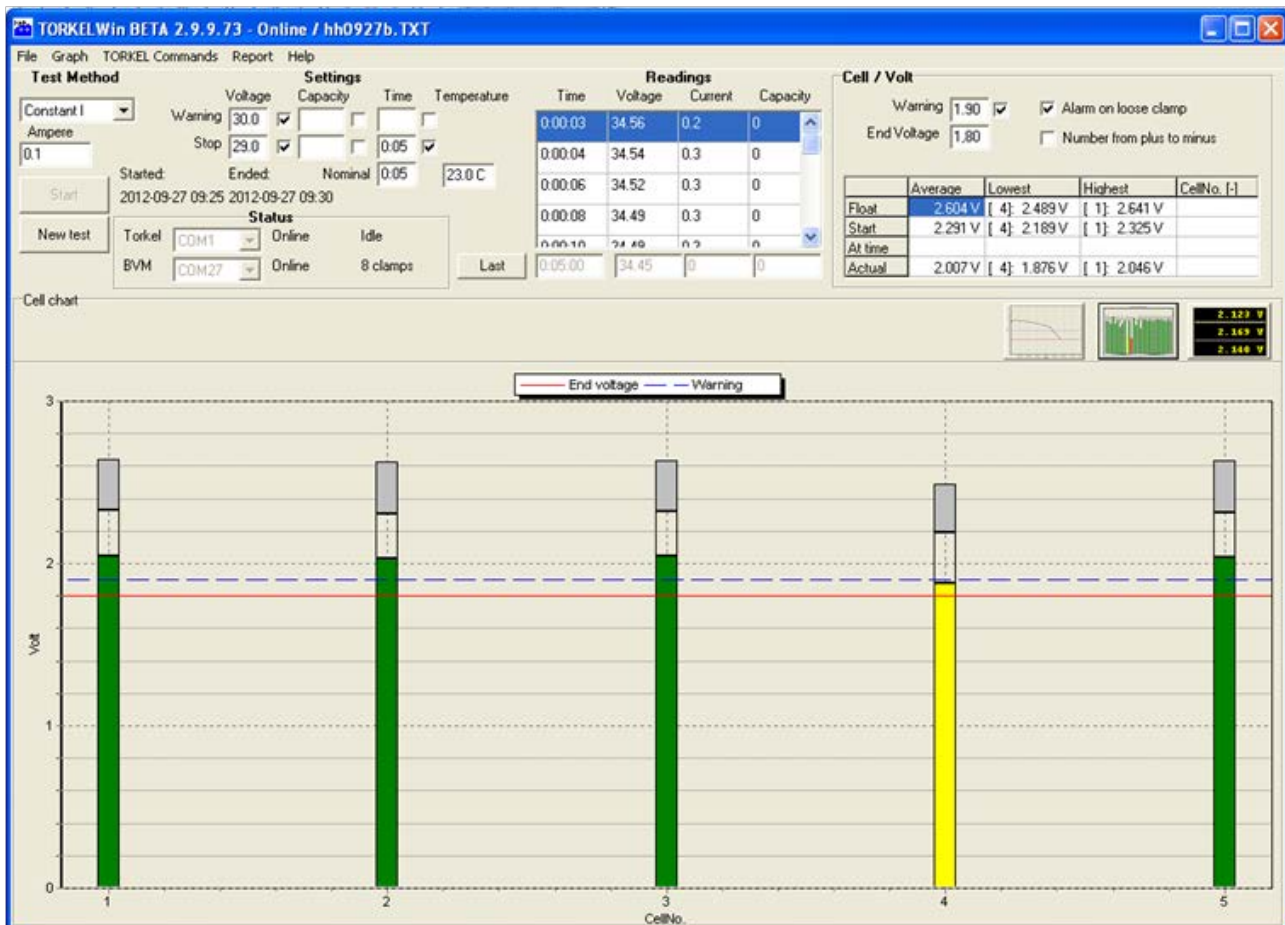 TORKELWin BETA 2.9.9.73 - Online / hh0927b.TXT
File Graph TORKEL Commands Report Help
Test Method
Constant I
Ampere
0.1
Start
New test
Settings
Voltage Capacity Time Temperature
Warning 30.0
Stop 29.0 0:05
Started: Ended: Nominal 0:05 23.0 C
2012-09-27 09:25 2012-09-27 09:30
Status
Torkel COM1 Online Idle
BVM COM27 Online 8 clamps
Readings
Time Voltage Current Capacity
0:00:03 34.56 0.2 0
0:00:04 34.54 0.3 0
0:00:06 34.52 0.3 0
0:00:08 34.49 0.3 0
Last 0:05:00 34.45 0 0
Cell / Volt
Warning 1.90 Alarm on loose clamp
End Voltage 1,80 Number from plus to minus
Average Lowest Highest CellNo. [-]
Float 2.604 V [ 4]: 2.489 V [ 1]: 2.641 V
Start 2.291 V [ 4]: 2.189 V [ 1]: 2.325 V
At time
Actual 2.007 V [ 4]: 1.876 V [ 1]: 2.046 V
Cell chart
2.123 V
2.169 V
2.140 V
End voltage Warning
3
2
1
0
Volt
1 2 3 4 5
CellNo.